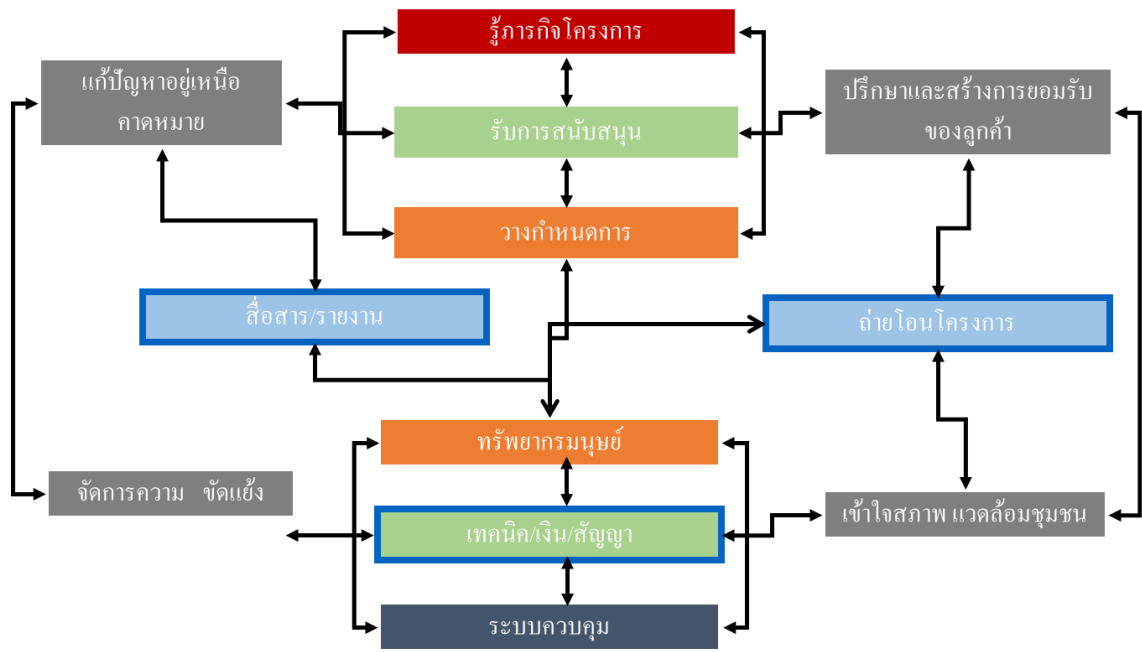 รู้ภารกิจโครงการ
แก้ปัญหาอยู่เหนือ
คาดหมาย
รับการสนับสนุน
ปรึกษาและสร้างการยอมรับ
ของลูกค้า
วางกำหนดการ
สื่อสาร/รายงาน
ถ่ายโอนโครงการ
ทรัพยากรมนุษย์
จัดการความ ขัดแย้ง
เทคนิค/เงิน/สัญญา
เข้าใจสภาพ แวดล้อมชุมชน
ระบบควบคุม